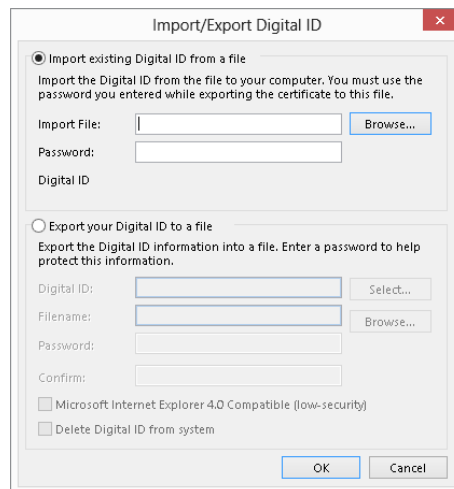 Import/Export Digital ID
Import existing Digital ID from a file
Import the Digital ID from the file to your computer. You must use the
password you entered while exporting the certificate to this file.
Import File:
Browse...
Password:
Digital ID
Export your Digital ID to a file
Export the Digital ID information into a file. Enter a password to help
protect this information.
Digital ID:
Select...
Filename:
Browse...
Password:
Confirm:
Microsoft Internet Explorer 4.0 Compatible (low-security)
Delete Digital ID from system
OK
Cancel